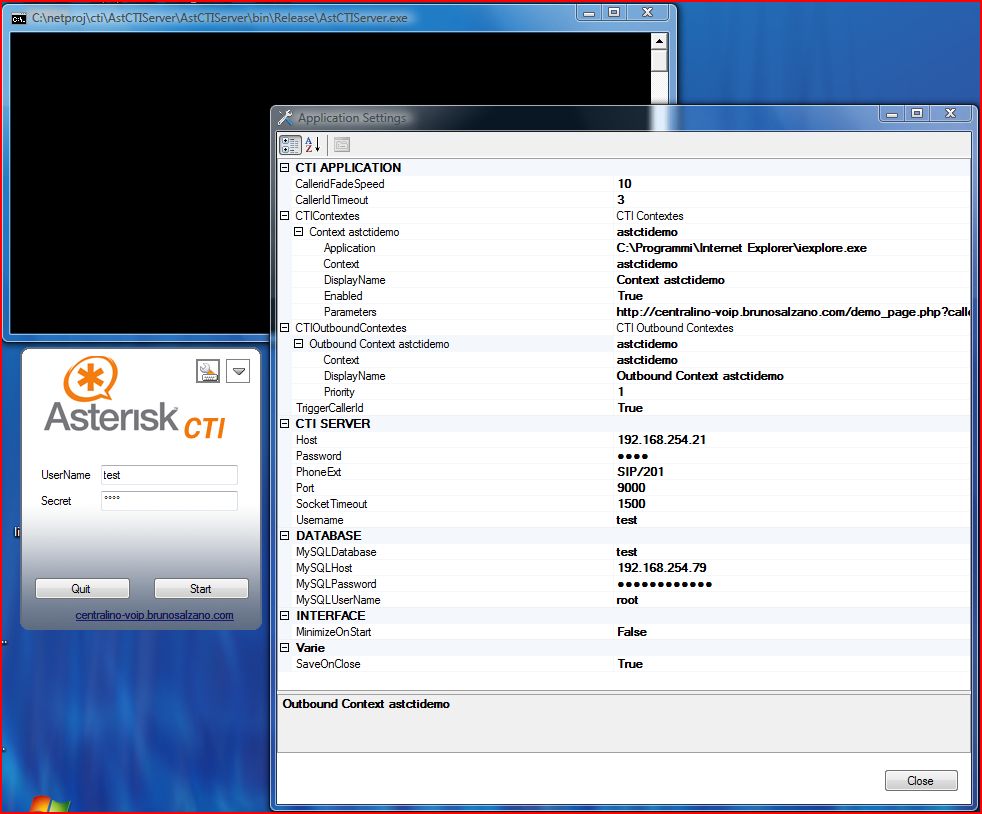 C:\netproj\cti\AstCTIServer\AstCTIServer\bin\Release\AstCTIServer.exe
Application Settings
CTI APPLICATION
CalleridFadeSpeed 10
CallerIdTimeout 3
CTIContextes CTI Contextes
Context astctidemo astctidemo
Application C:\Programmi\Internet Explorer\iexplore.exe
Context astctidemo
DisplayName Context astctidemo
Enabled True
Parameters http://centralino-voip.brunosalzano.com/demo_page.php?calle
CTIOutboundContextes CTI Outbound Contextes
Outbound Context astctidemo astctidemo
Context astctidemo
DisplayName Outbound Context astctidemo
Priority 1
TriggerCallerId True
CTI SERVER
Host 192.168.254.21
Password ●●●●
PhoneExt SIP/201
Port 9000
SocketTimeout 1500
Username test
DATABASE
MySQLDatabase test
MySQLHost 192.168.254.79
MySQLPassword ●●●●●●●●●●●●
MySQLUserName root
INTERFACE
MinimizeOnStart False
Varie
SaveOnClose True
Outbound Context astctidemo
Close
Asterisk CTI
UserName test
Secret ****
Quit Start
centralino-voip.brunosalzano.com